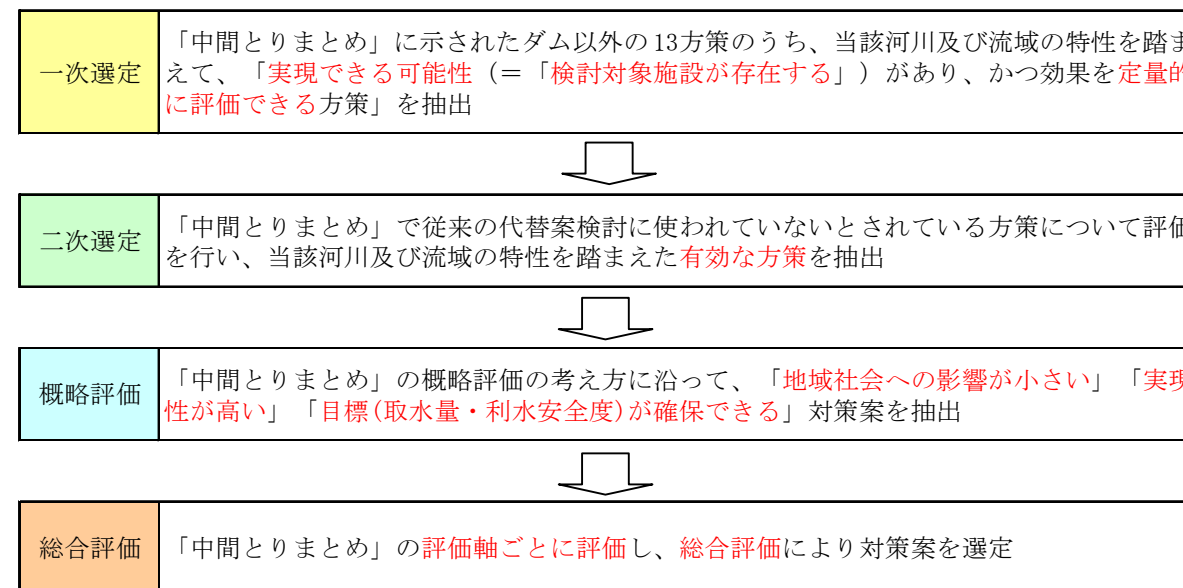 一次選定
「中間とりまとめ」に示されたダム以外の13方策のうち、当該河川及び流域の特性を踏ま
えて、「実現できる可能性（＝「検討対象施設が存在する」）があり、かつ効果を定量的
に評価できる方策」を抽出
二次選定
「中間とりまとめ」で従来の代替案検討に使われていないとされている方策について評価
を行い、当該河川及び流域の特性を踏まえた有効な方策を抽出
概略評価
「中間とりまとめ」の概略評価の考え方に沿って、「地域社会への影響が小さい」「実現
性が高い」「目標(取水量・利水安全度)が確保できる」対策案を抽出
総合評価
「中間とりまとめ」の評価軸ごとに評価し、総合評価により対策案を選定